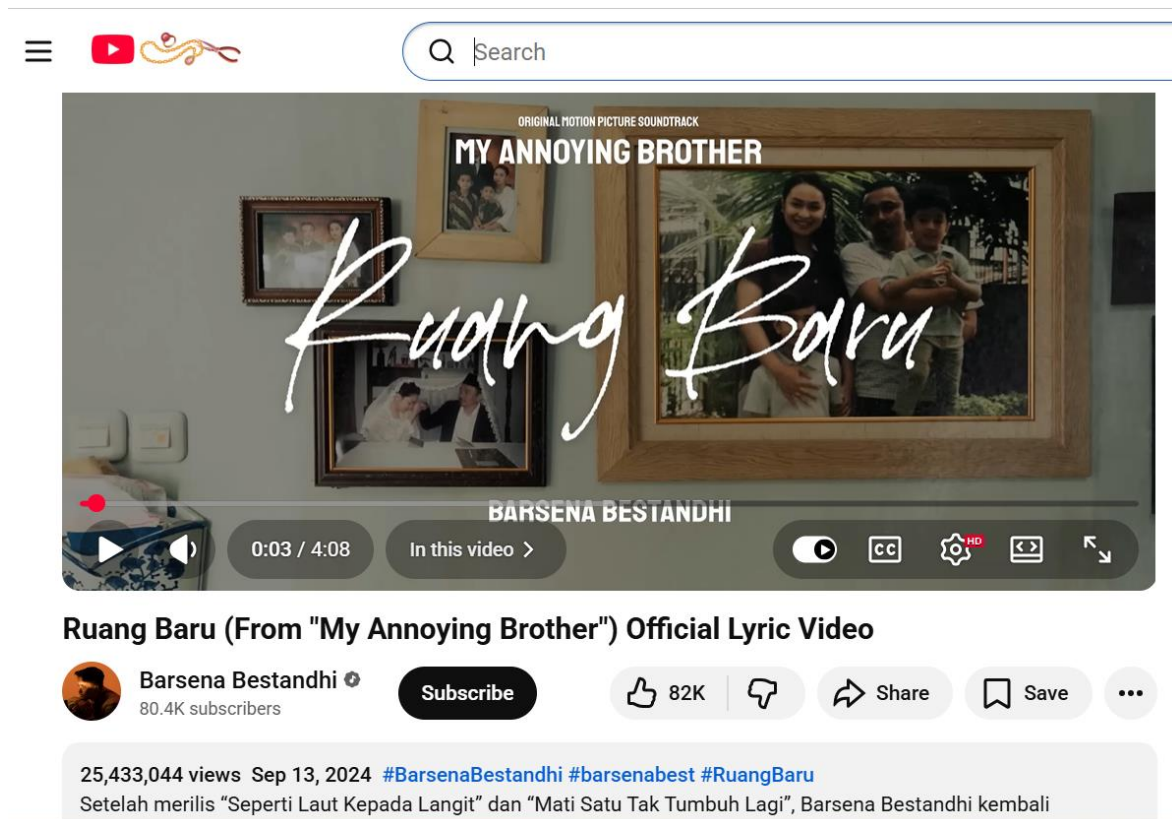 Search
ORIGINAL MOTION PICTURE SOUNDTRACK
MY ANNOYING BROTHER
Ruang Baru
BARSENA BESTANDHI
0:03 / 4:08
In this video
CC
HD
Ruang Baru (From "My Annoying Brother") Official Lyric Video
Barsena Bestandhi
80.4K subscribers
Subscribe
82K
Share
Save
25,433,044 views Sep 13, 2024 #BarsenaBestandhi #barsenabest #RuangBaru
Setelah merilis “Seperti Laut Kepada Langit” dan “Mati Satu Tak Tumbuh Lagi”, Barsena Bestandhi kembali